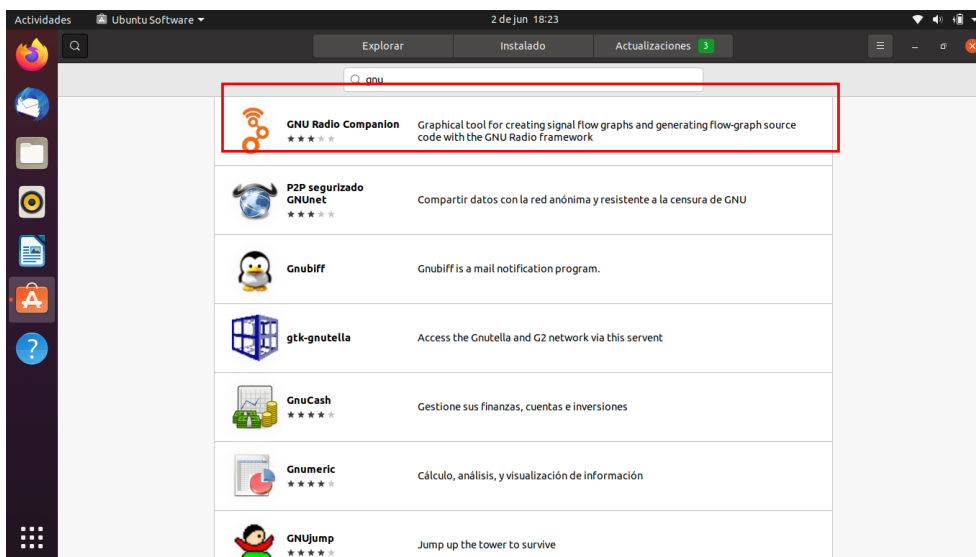 Actividades
Ubuntu Software
2 de jun 18:23
Explorar
Instalado
Actualizaciones 3
gnu
GNU Radio Companion
Graphical tool for creating signal flow graphs and generating flow-graph source
code with the GNU Radio framework
P2P segurizado
GNUnet
Compartir datos con la red anónima y resistente a la censura de GNU
Gnubiff
Gnubiff is a mail notification program.
gtk-gnutella
Access the Gnutella and G2 network via this servent
GnuCash
Gestione sus finanzas, cuentas e inversiones
Gnumeric
Cálculo, análisis, y visualización de información
GNUjump
Jump up the tower to survive